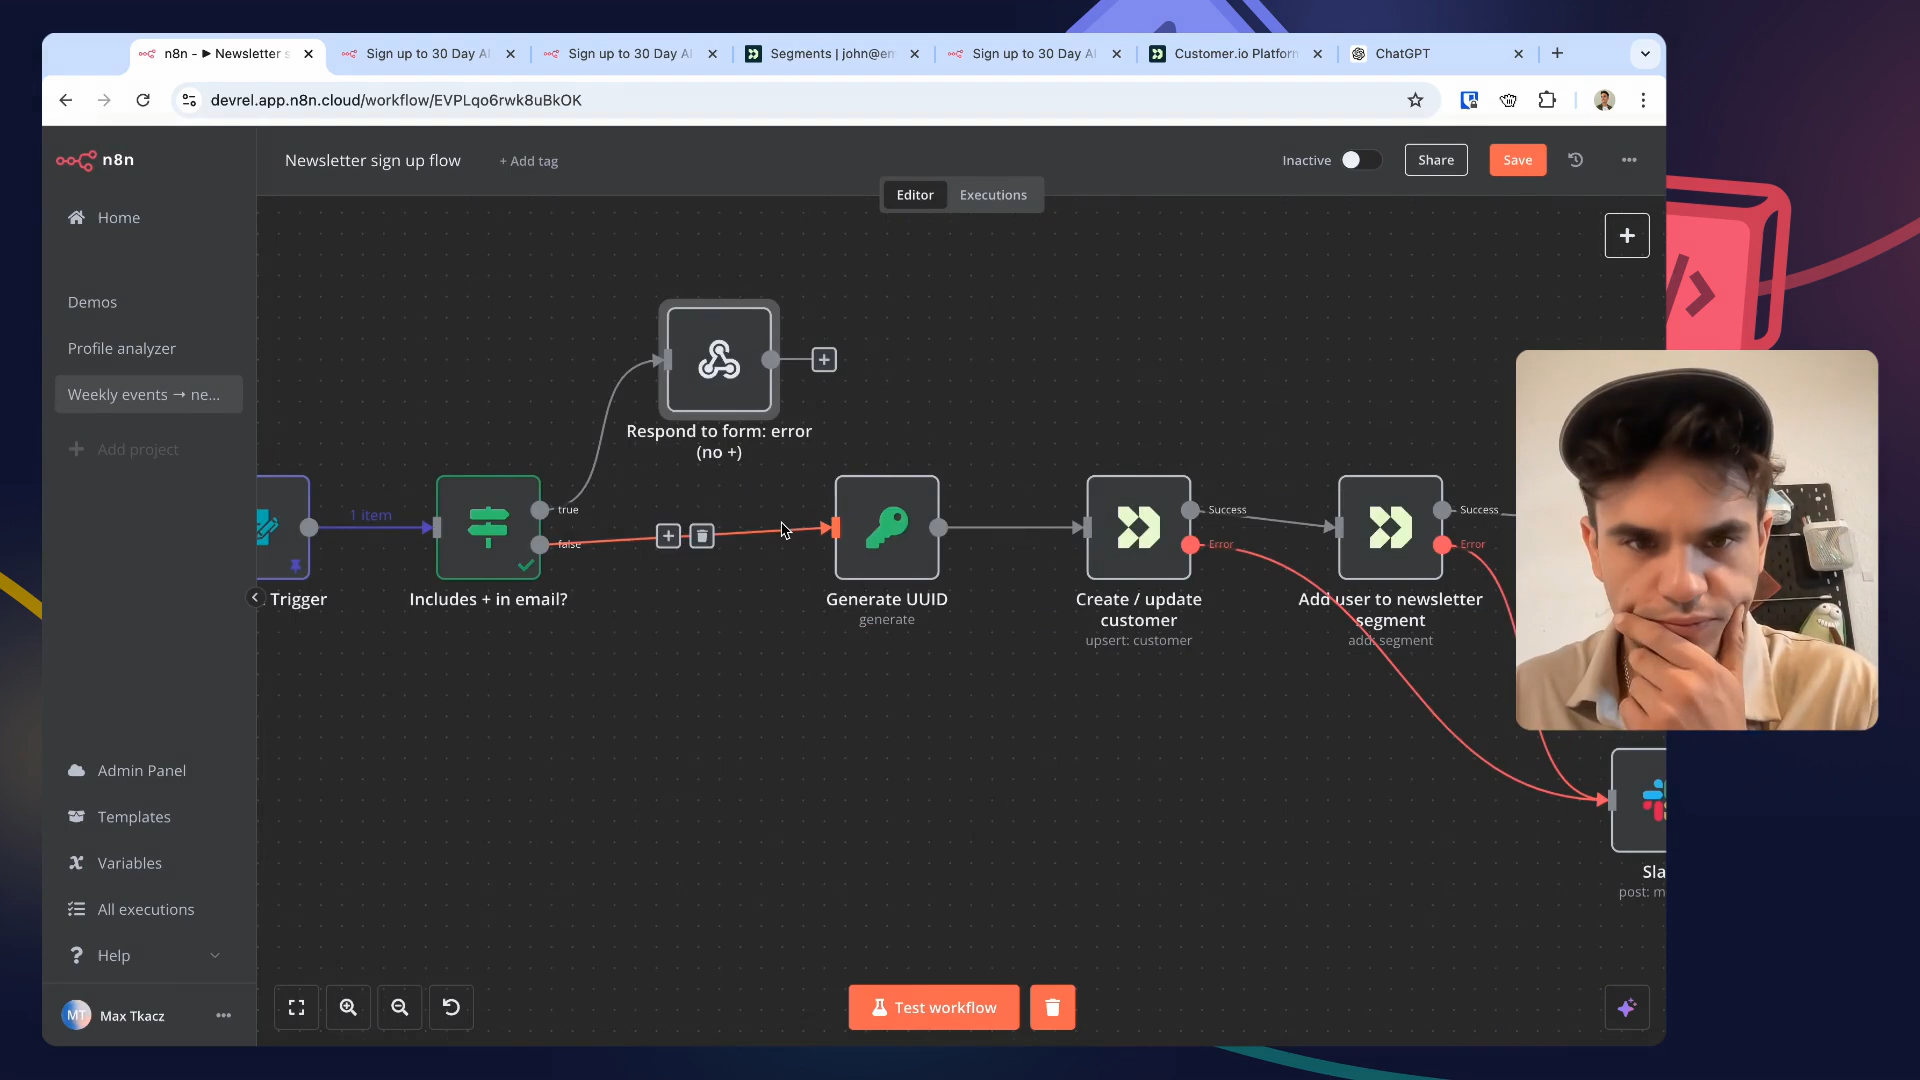 n8n - ▶ Newsletter s
Sign up to 30 Day AI
Sign up to 30 Day AI
Segments | john@em
Sign up to 30 Day AI
Customer.io Platform
ChatGPT
devrel.app.n8n.cloud/workflow/EVPLqo6rwk8uBkOK
n8n
Newsletter sign up flow
+ Add tag
Inactive
Share
Save
Editor
Executions
Home
Demos
Profile analyzer
Weekly events → ne...
Add project
Respond to form: error
(no +)
1 item
true
false
Success
Error
Success
Error
Trigger
Includes + in email?
Generate UUID
generate
Create / update
customer
upsert: customer
Add user to newsletter
segment
add: segment
Sla
post: m
Admin Panel
Templates
Variables
All executions
Help
MT
Max Tkacz
Test workflow